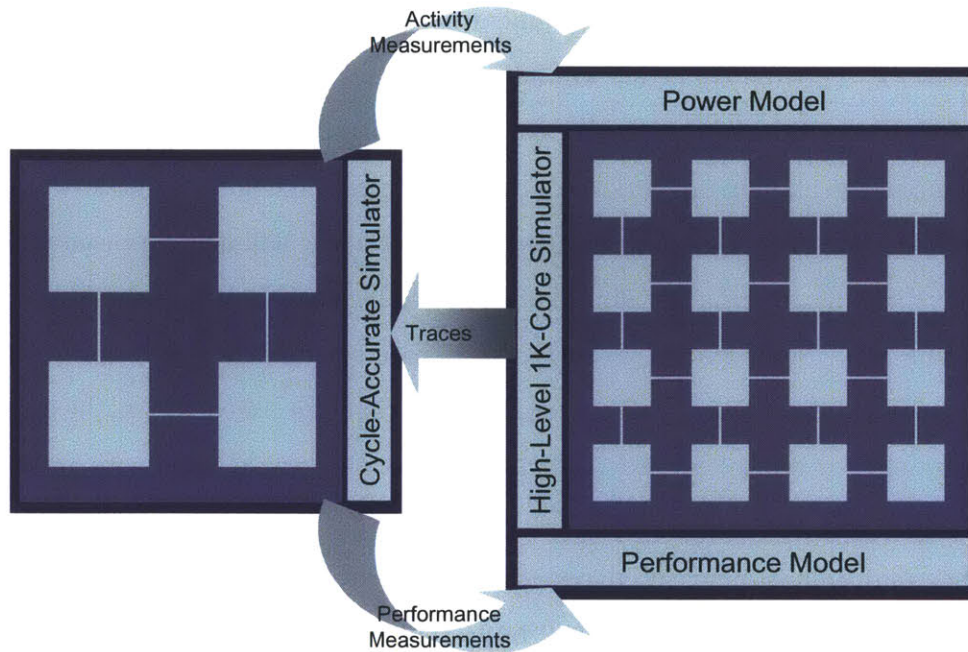 Activity
Measurements
Power Model
Cycle-Accurate Simulator
Traces
High-Level 1K-Core Simulator
Performance Model
Performance
Measurements